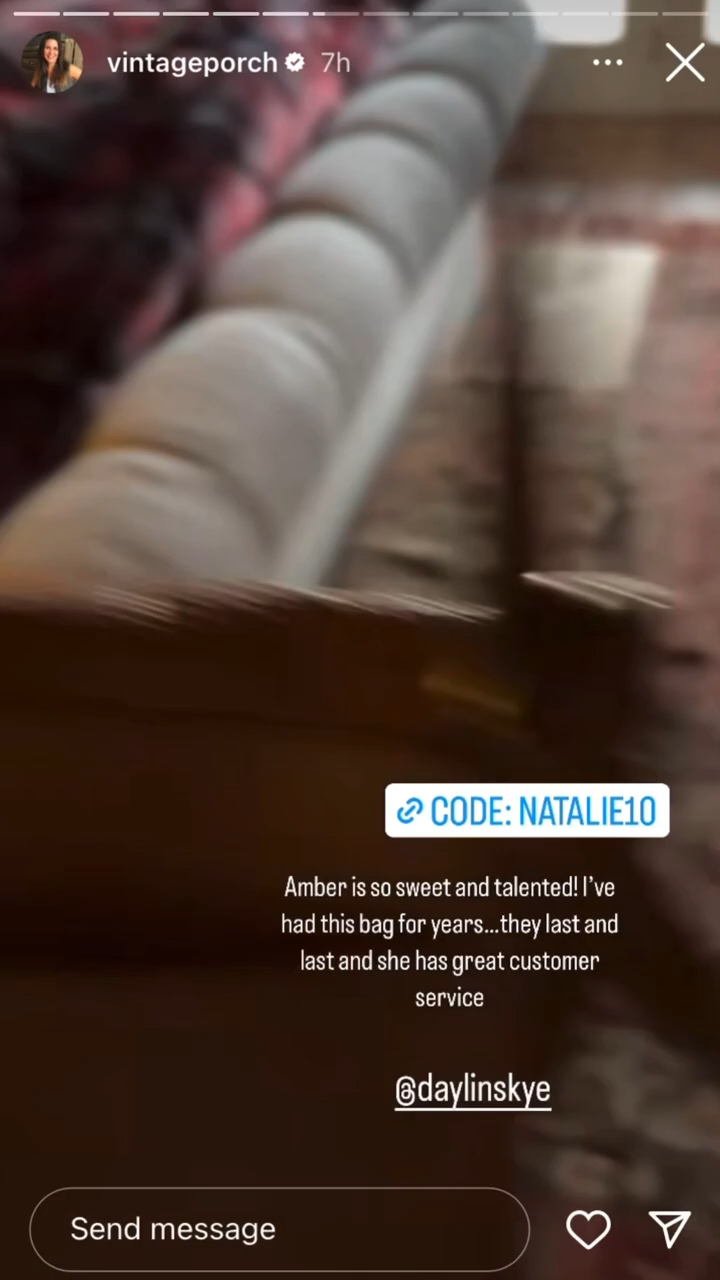 vintageporch 7h
CODE: NATALIE10
Amber is so sweet and talented! I've
had this bag for years...they last and
last and she has great customer
service
@daylinskye
Send message